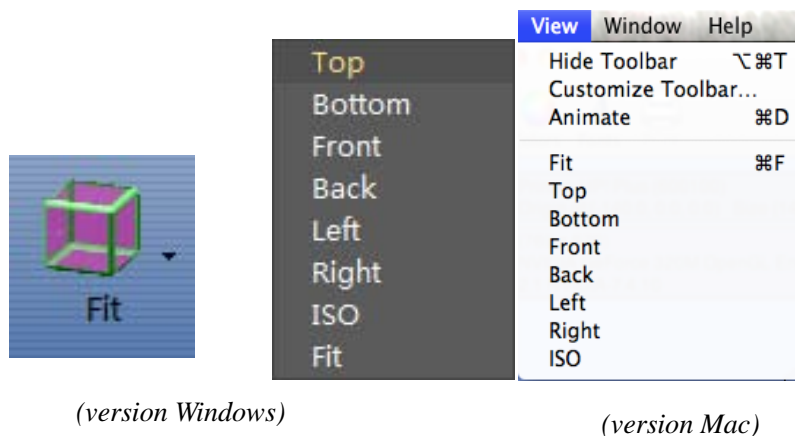 Fit
Top
Bottom
Front
Back
Left
Right
ISO
Fit
View Window Help
Hide Toolbar ⌥⌘T
Customize Toolbar...
Animate ⌘D
Fit ⌘F
Top
Bottom
Front
Back
Left
Right
ISO
(version Windows)
(version Mac)